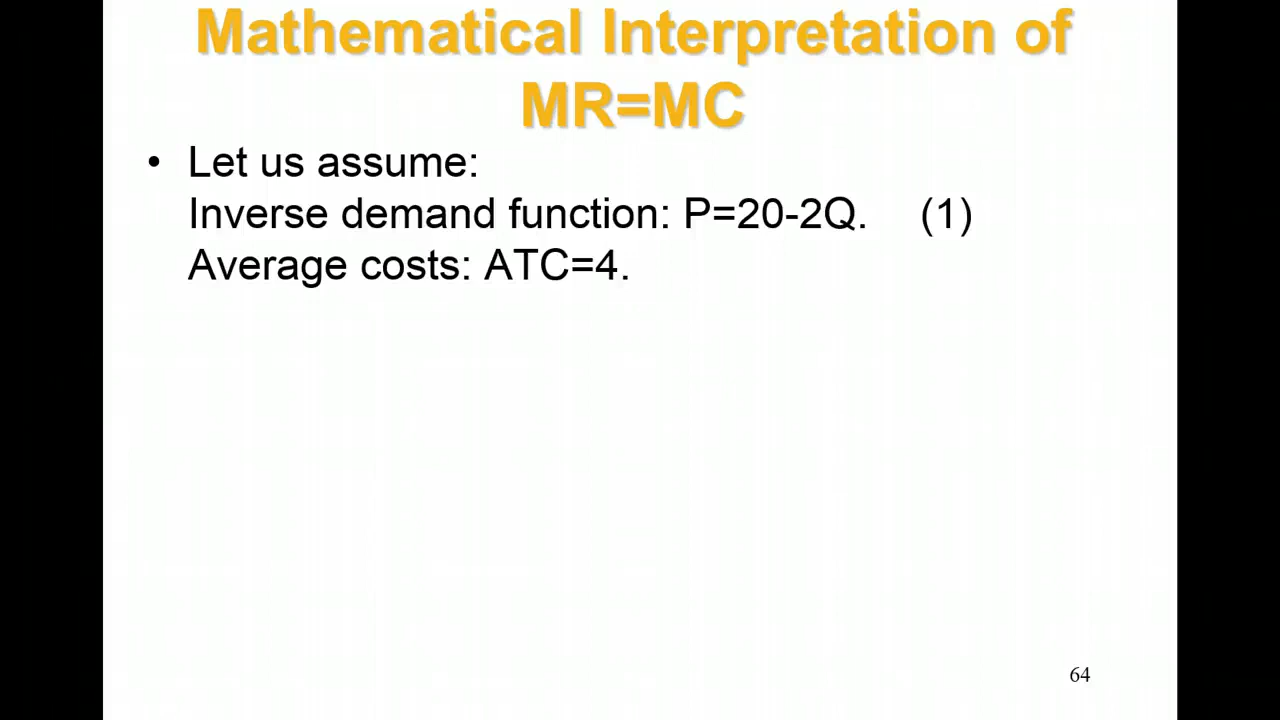 Mathematical Interpretation of
MR=MC
• Let us assume:
Inverse demand function: P=20-2Q. (1)
Average costs: ATC=4.
64